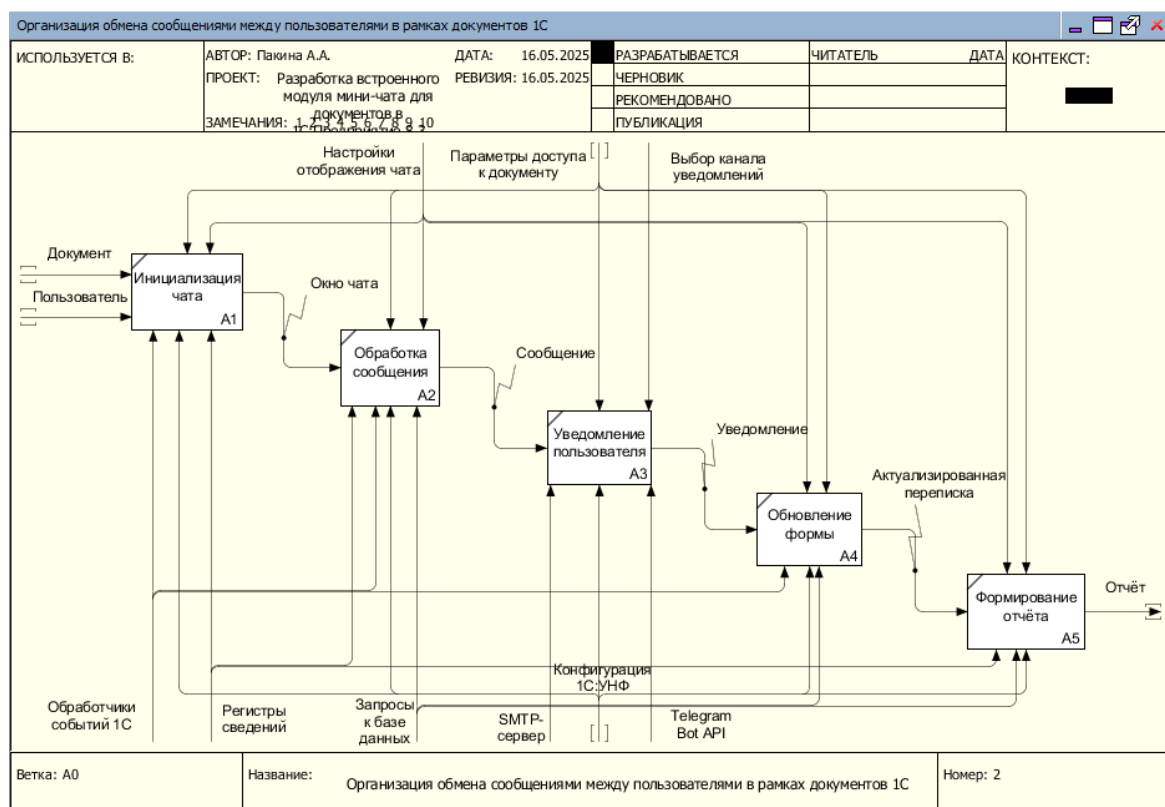 Организация обмена сообщениями между пользователями в рамках документов 1С
ИСПОЛЬЗУЕТСЯ В:
АВТОР: Пакина А.А.
ДАТА: 16.05.2025
РАЗРАБАТЫВАЕТСЯ
ЧИТАТЕЛЬ
ДАТА
КОНТЕКСТ:
ПРОЕКТ: Разработка встроенного
РЕВИЗИЯ: 16.05.2025
ЧЕРНОВИК
модуля мини-чата для
документов в
РЕКОМЕНДОВАНО
1С:Предприятие 8.3
ЗАМЕЧАНИЯ: 1 2 3 4 5 6 7 8 9 10
ПУБЛИКАЦИЯ
Настройки
отображения чата
Параметры доступа
к документу
Выбор канала
уведомлений
Документ
Пользователь
Инициализация
чата
A1
Окно чата
Обработка
сообщения
A2
Сообщение
Уведомление
пользователя
A3
Уведомление
Обновление
формы
A4
Актуализированная
переписка
Формирование
отчёта
A5
Отчёт
Обработчики
событий 1С
Регистры
сведений
Запросы
к базе
данных
Конфигурация
1С:УНФ
SMTP-
сервер
Telegram
Bot API
Ветка: A0
Название:
Организация обмена сообщениями между пользователями в рамках документов 1С
Номер: 2